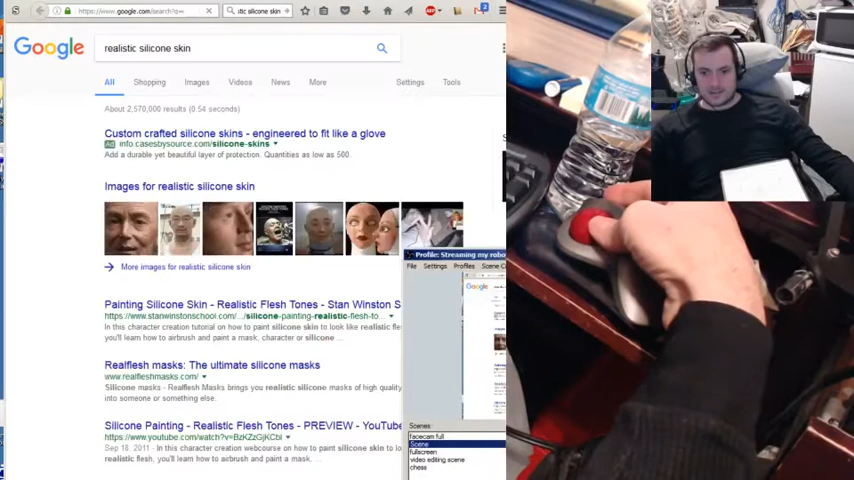 https://www.google.com/search?q=
tic silicone skin
Google
realistic silicone skin
All Shopping Images Videos News More Settings Tools
About 2,570,000 results (0.54 seconds)
Custom crafted silicone skins - engineered to fit like a glove
Ad info.casesbysource.com/silicone-skins
Add a durable yet beautiful layer of protection. Quantities as low as 500.
Images for realistic silicone skin
More images for realistic silicone skin
Profile: Streaming my robo
File Settings Profiles Scene C
Google
Painting Silicone Skin - Realistic Flesh Tones - Stan Winston S
https://www.stanwinstonschool.com/.../silicone-painting-realistic-flesh-to...
In this character creation tutorial on how to paint silicone skin to look like realistic fl
you'll learn how to airbrush and paint a mask, character or silicone ...
Realflesh masks: The ultimate silicone masks
www.realfleshmasks.com/
Silicone masks - Realflesh Masks brings you realistic silicone masks of high quality
into someone or something else.
Silicone Painting - Realistic Flesh Tones - PREVIEW - YouTube
https://www.youtube.com/watch?v=BzKZzGjKCbI
Sep 18, 2011 - In this character creation webcourse on how to paint silicone skin to l
realistic flesh, you'll learn how to airbrush and paint a mask, ...
Scenes:
facecam full
Scene
fullscreen
video editing scene
chess